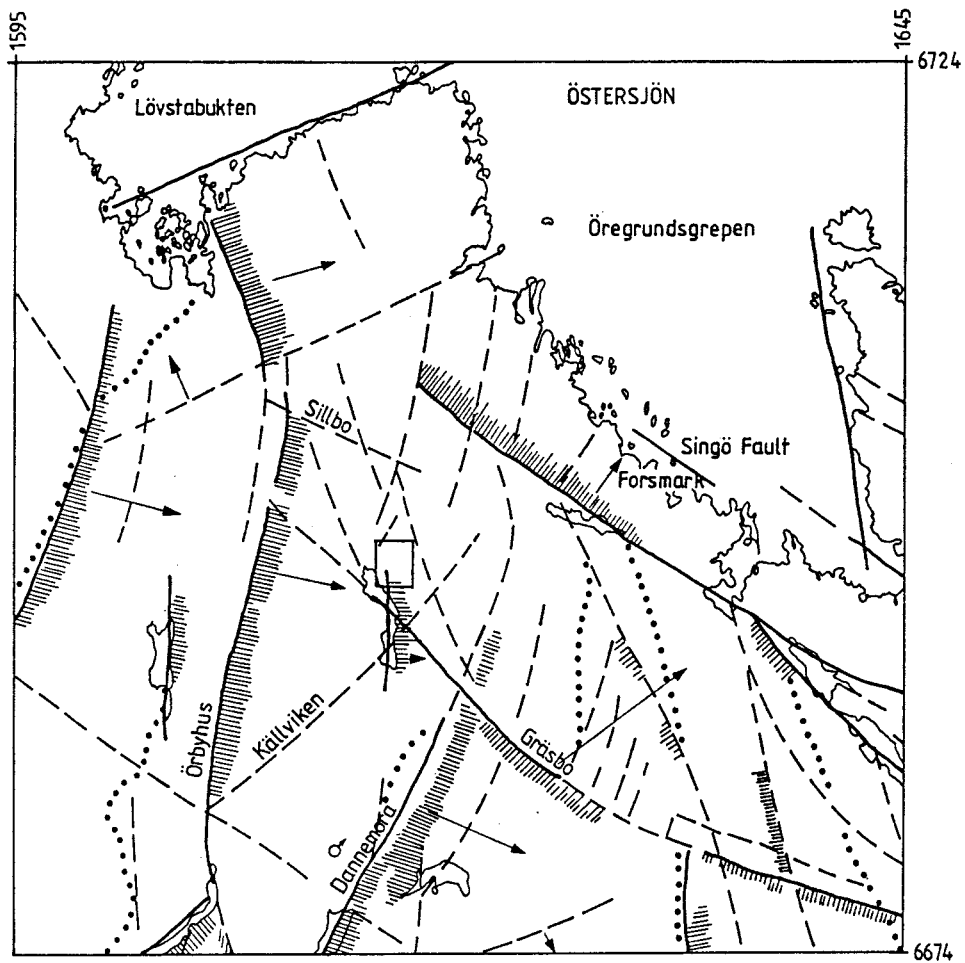 1595
1645
6724
Lövstabukten
ÖSTERSJÖN
Öregrundsgrepen
Sillbo
Singö Fault
Forsmark
Örbyhus
Källviken
Gräsbo
Dannemora
6674